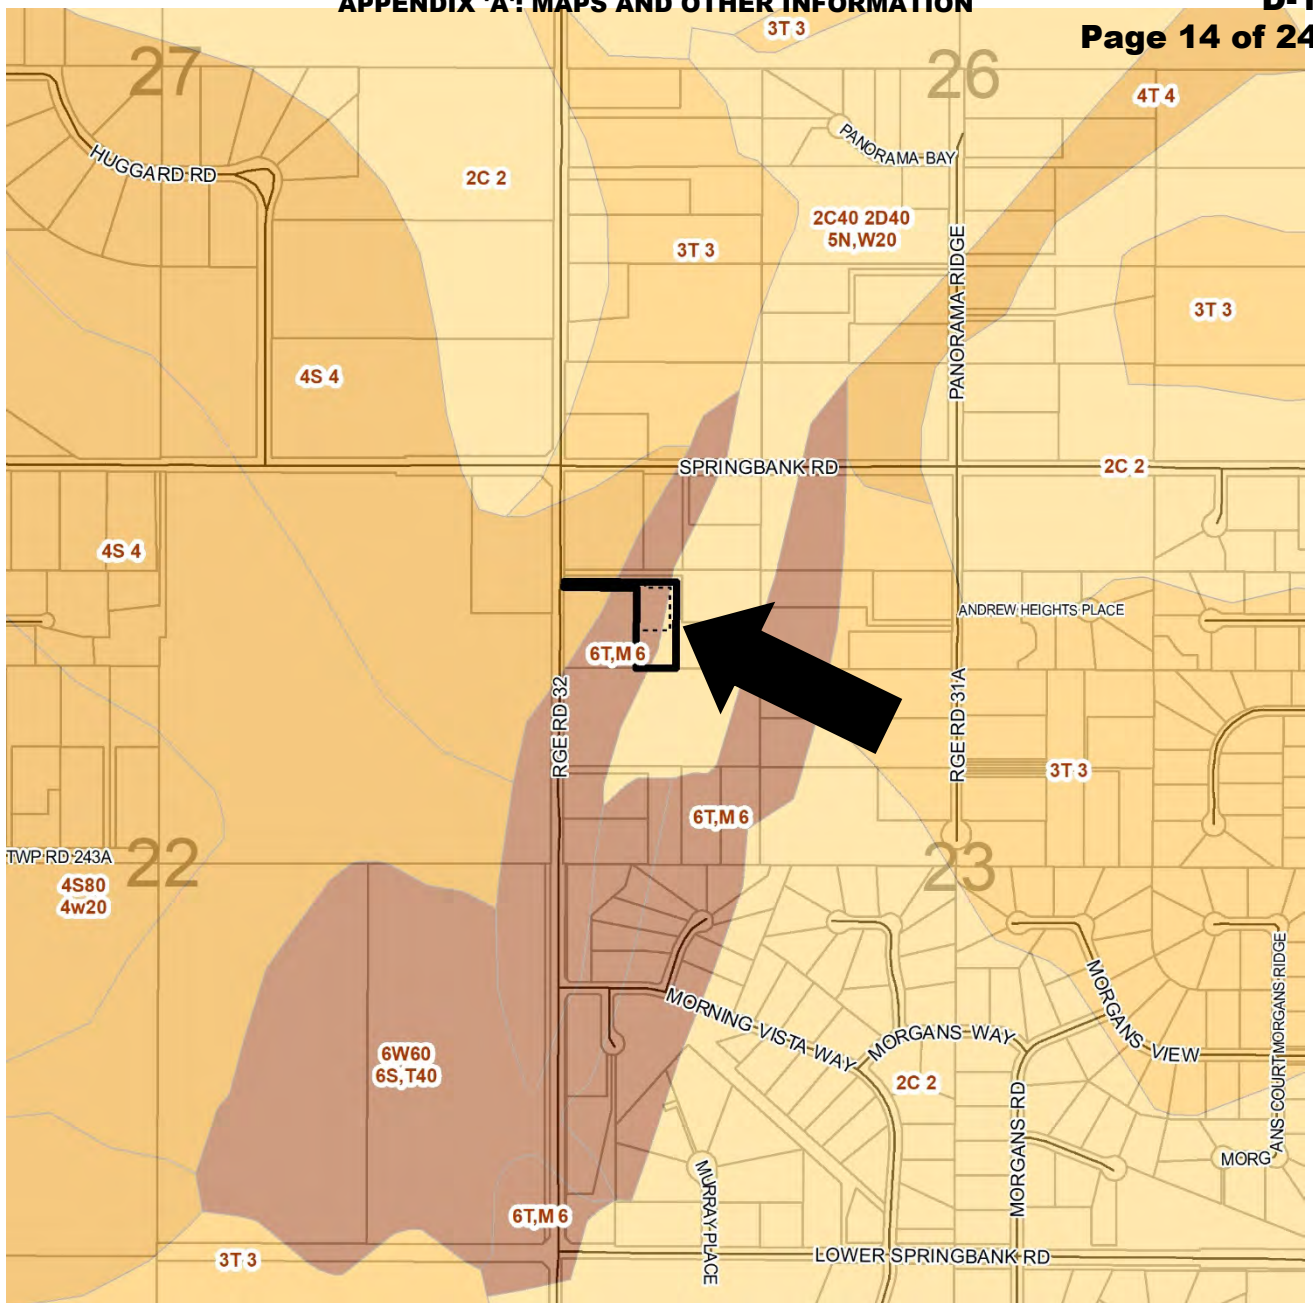 APPENDIX 'A': MAPS AND OTHER INFORMATION
D-1
Page 14 of 24
27
3T 3
26
4T 4
HUGGARD RD
PANORAMA BAY
2C 2
2C40 2D40
5N,W20
3T 3
PANORAMA RIDGE
3T 3
4S 4
SPRINGBANK RD
2C 2
4S 4
ANDREW HEIGHTS PLACE
6T,M 6
RGE RD 32
RGE RD 31A
3T 3
6T,M 6
TWP RD 243A
22
23
4S80
4w20
MORNING VISTA WAY
MORGANS WAY
MORGANS VIEW
MORGANS RIDGE
ANS COURT
MORG
6W60
6S,T40
2C 2
MORGANS RD
MURRAY PLACE
6T,M 6
3T 3
LOWER SPRINGBANK RD